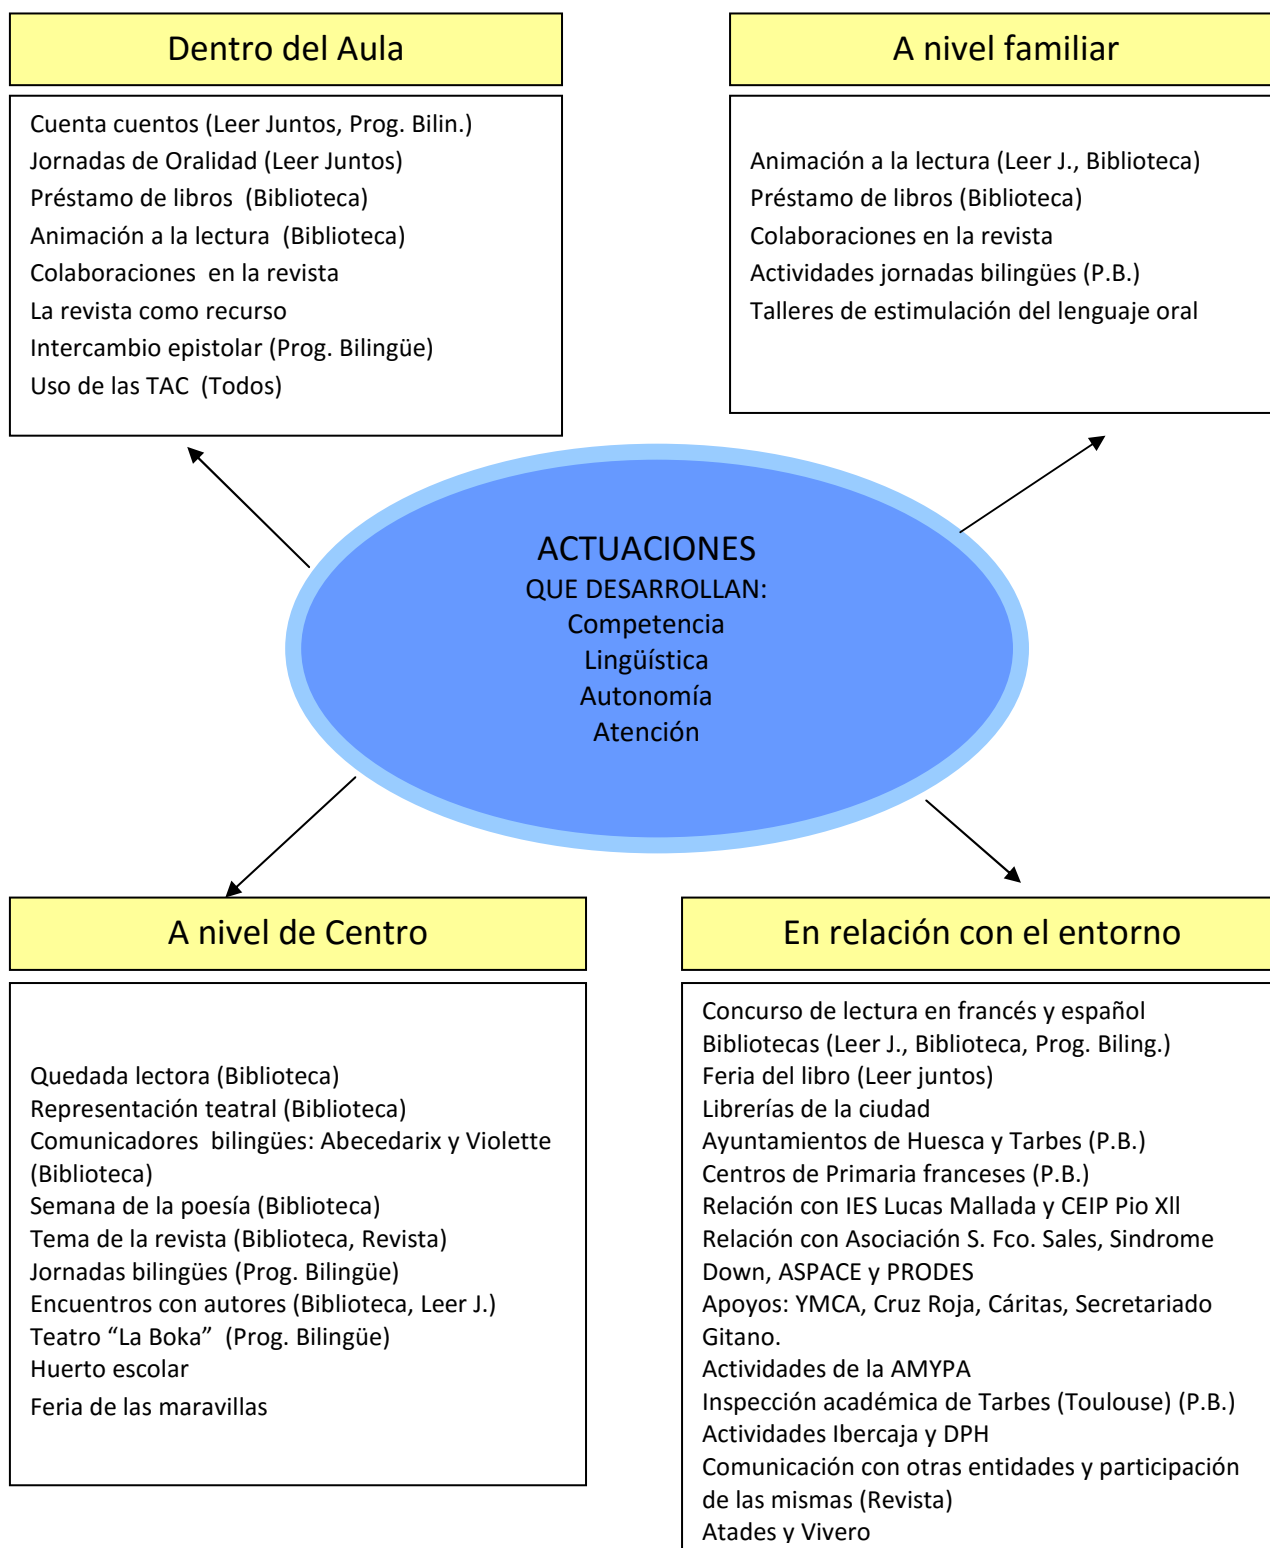 Dentro del Aula
Cuenta cuentos (Leer Juntos, Prog. Bilin.)
Jornadas de Oralidad (Leer Juntos)
Préstamo de libros (Biblioteca)
Animación a la lectura (Biblioteca)
Colaboraciones en la revista
La revista como recurso
Intercambio epistolar (Prog. Bilingüe)
Uso de las TAC (Todos)
A nivel familiar
Animación a la lectura (Leer J., Biblioteca)
Préstamo de libros (Biblioteca)
Colaboraciones en la revista
Actividades jornadas bilingües (P.B.)
Talleres de estimulación del lenguaje oral
ACTUACIONES
QUE DESARROLLAN:
Competencia
Lingüística
Autonomía
Atención
A nivel de Centro
Quedada lectora (Biblioteca)
Representación teatral (Biblioteca)
Comunicadores bilingües: Abecedarix y Violette
(Biblioteca)
Semana de la poesía (Biblioteca)
Tema de la revista (Biblioteca, Revista)
Jornadas bilingües (Prog. Bilingüe)
Encuentros con autores (Biblioteca, Leer J.)
Teatro “La Boka” (Prog. Bilingüe)
Huerto escolar
Feria de las maravillas
En relación con el entorno
Concurso de lectura en francés y español
Bibliotecas (Leer J., Biblioteca, Prog. Biling.)
Feria del libro (Leer juntos)
Librerías de la ciudad
Ayuntamientos de Huesca y Tarbes (P.B.)
Centros de Primaria franceses (P.B.)
Relación con IES Lucas Mallada y CEIP Pio Xll
Relación con Asociación S. Fco. Sales, Sindrome
Down, ASPACE y PRODES
Apoyos: YMCA, Cruz Roja, Cáritas, Secretariado
Gitano.
Actividades de la AMYPA
Inspección académica de Tarbes (Toulouse) (P.B.)
Actividades Ibercaja y DPH
Comunicación con otras entidades y participación
de las mismas (Revista)
Atades y Vivero